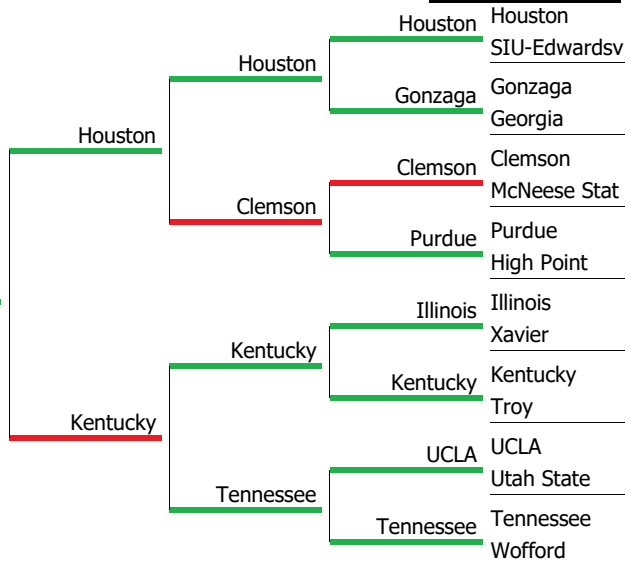 Houston
SIU-Edwardsv
Houston
Houston
Gonzaga
Gonzaga
Georgia
Houston
Clemson
Clemson
McNeese Stat
Clemson
Purdue
Purdue
High Point
Illinois
Illinois
Xavier
Kentucky
Kentucky
Kentucky
Troy
Kentucky
UCLA
UCLA
Utah State
Tennessee
Tennessee
Tennessee
Wofford